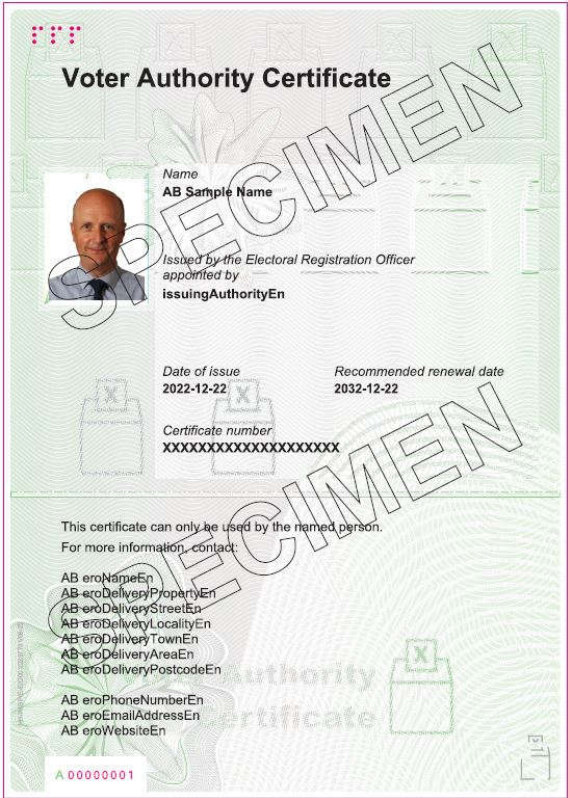 Voter Authority Certificate
SPECIMEN
Name
AB Sample Name
Issued by the Electoral Registration Officer
appointed by
issuingAuthorityEn
Date of issue
Recommended renewal date
2022-12-22
2032-12-22
Certificate number
XXXXXXXXXXXXXXXXXXXX
SPECIMEN
This certificate can only be used by the named person.
For more information, contact:
AB eroNameEn
AB eroDeliveryPropertyEn
AB eroDeliveryStreetEn
AB eroDeliveryLocalityEn
AB eroDeliveryTownEn
AB eroDeliveryAreaEn
AB eroDeliveryPostcodeEn
Authority
Certificate
AB eroPhoneNumberEn
AB eroEmailAddressEn
AB eroWebsiteEn
A 00000001